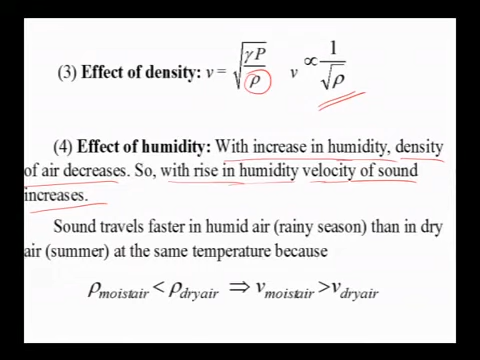 (3) Effect of density: v = √(γP/ρ) v ∝ 1/√ρ
(4) Effect of humidity: With increase in humidity, density
of air decreases. So, with rise in humidity velocity of sound
increases.
Sound travels faster in humid air (rainy season) than in dry
air (summer) at the same temperature because
ρmoistair < ρdryair ⇒ vmoistair > vdryair